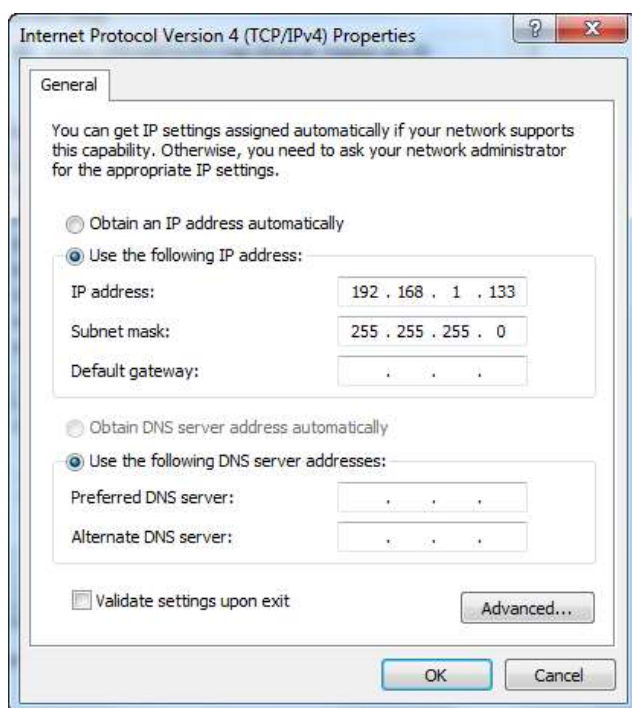 Internet Protocol Version 4 (TCP/IPv4) Properties
?
X
General
You can get IP settings assigned automatically if your network supports
this capability. Otherwise, you need to ask your network administrator
for the appropriate IP settings.
Obtain an IP address automatically
Use the following IP address:
IP address: 192 . 168 . 1 . 133
Subnet mask: 255 . 255 . 255 . 0
Default gateway: . . .
Obtain DNS server address automatically
Use the following DNS server addresses:
Preferred DNS server: . . .
Alternate DNS server: . . .
Validate settings upon exit
Advanced...
OK Cancel